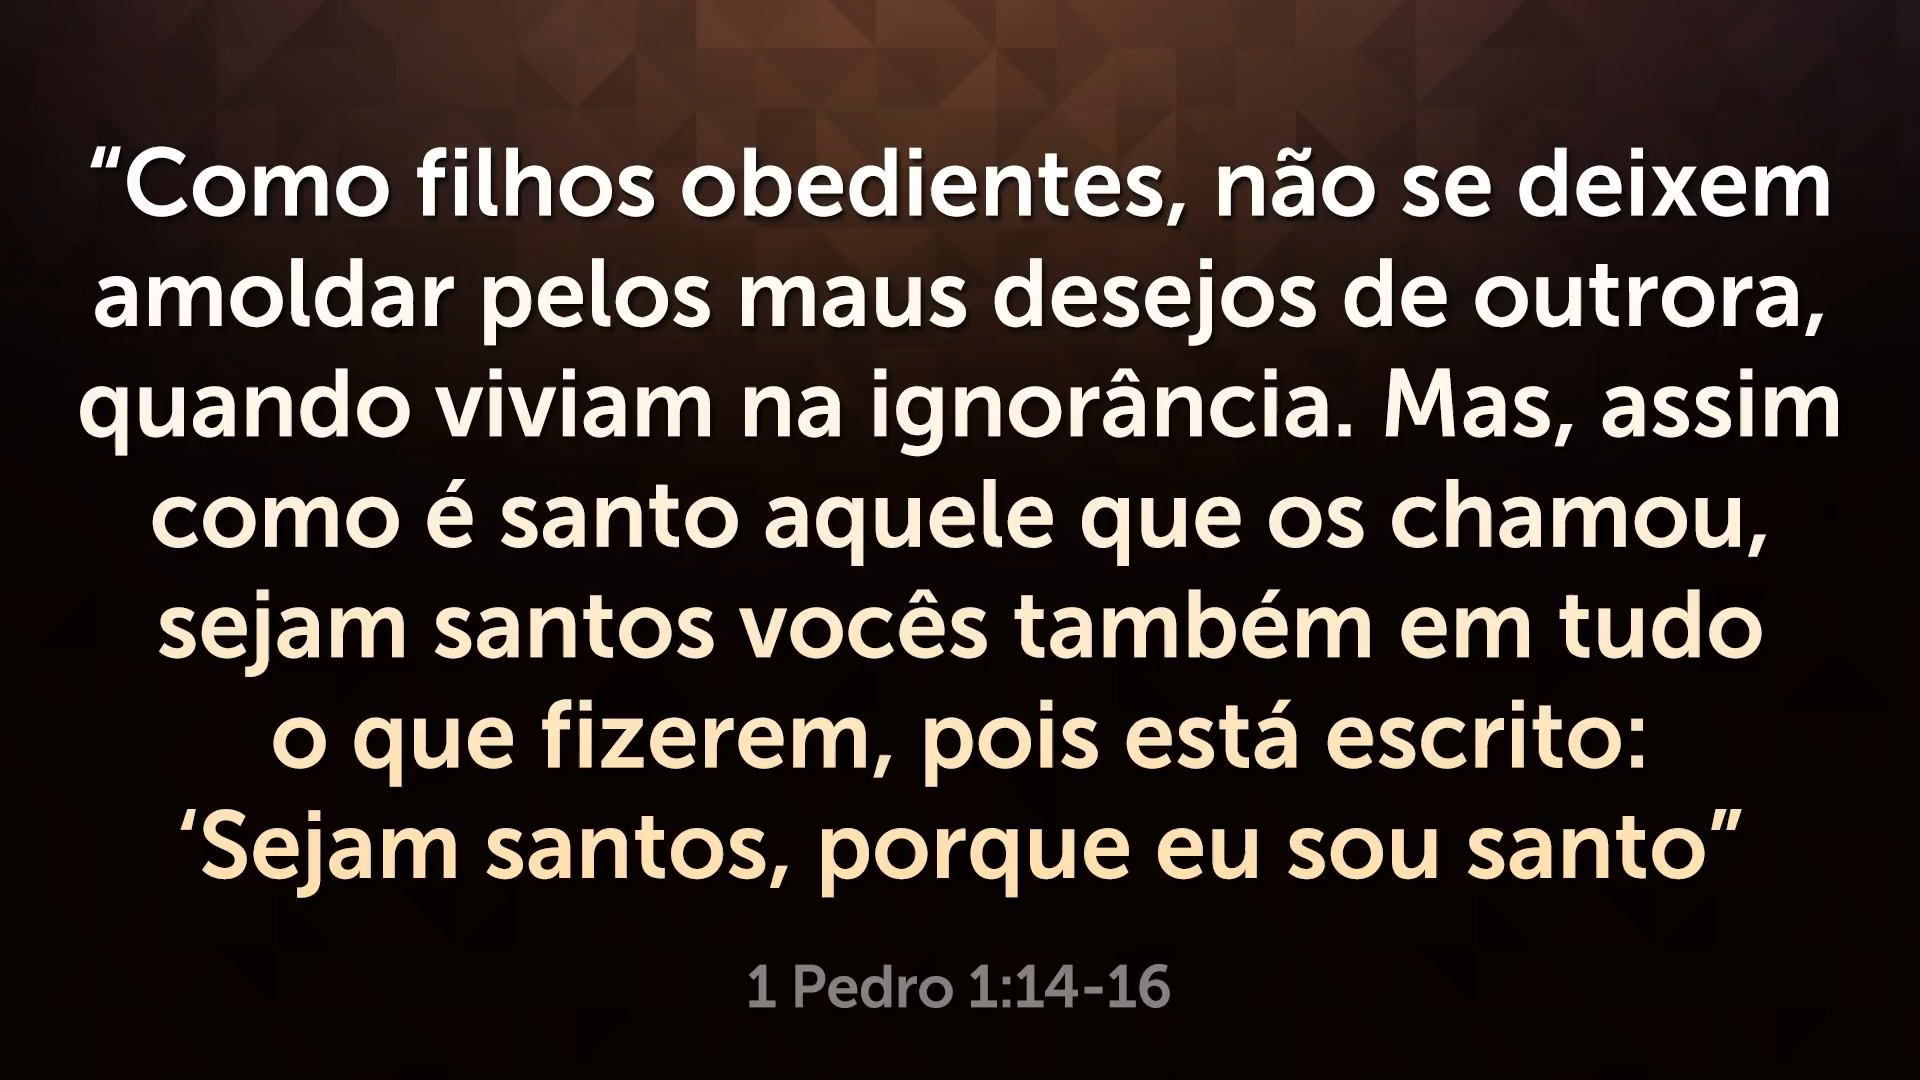 “Como filhos obedientes, não se deixem
amoldar pelos maus desejos de outrora,
quando viviam na ignorância. Mas, assim
como é santo aquele que os chamou,
sejam santos vocês também em tudo
o que fizerem, pois está escrito:
‘Sejam santos, porque eu sou santo”
1 Pedro 1:14-16